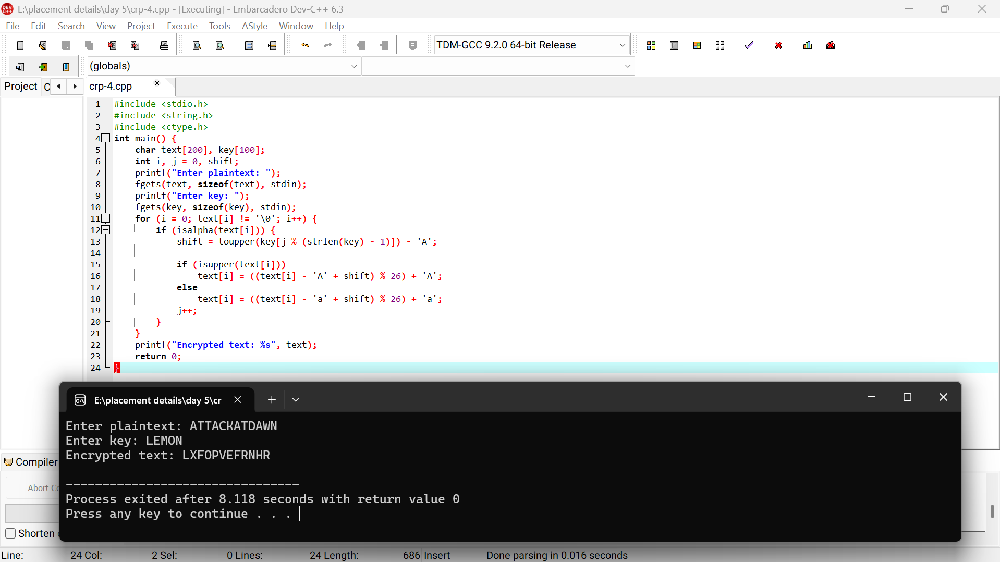 E:\placement details\day 5\crp-4.cpp - [Executing] - Embarcadero Dev-C++ 6.3
File Edit Search View Project Execute Tools AStyle Window Help
TDM-GCC 9.2.0 64-bit Release
(globals)
Project C crp-4.cpp
1 #include <stdio.h>
2 #include <string.h>
3 #include <ctype.h>
4 int main() {
5 char text[200], key[100];
6 int i, j = 0, shift;
7 printf("Enter plaintext: ");
8 fgets(text, sizeof(text), stdin);
9 printf("Enter key: ");
10 fgets(key, sizeof(key), stdin);
11 for (i = 0; text[i] != '\0'; i++) {
12 if (isalpha(text[i])) {
13 shift = toupper(key[j % (strlen(key) - 1)]) - 'A';
14
15 if (isupper(text[i]))
16 text[i] = ((text[i] - 'A' + shift) % 26) + 'A';
17 else
18 text[i] = ((text[i] - 'a' + shift) % 26) + 'a';
19 j++;
20 }
21 }
22 printf("Encrypted text: %s", text);
23 return 0;
24 }
E:\placement details\day 5\cr
Enter plaintext: ATTACKATDAWN
Enter key: LEMON
Encrypted text: LXFOPVEFRNHR
--------------------------------
Process exited after 8.118 seconds with return value 0
Press any key to continue . . .
Compiler
Abort Co
Shorten
Line: 24 Col: 2 Sel: 0 Lines: 24 Length: 686 Insert Done parsing in 0.016 seconds